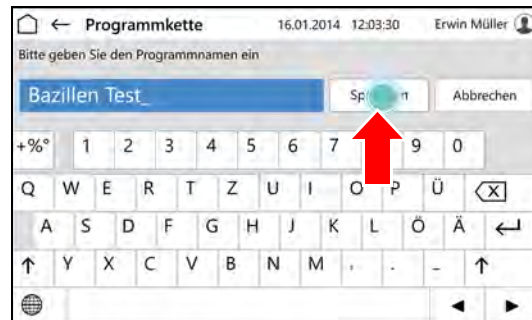 Programmkette 16.01.2014 12:03:30 Erwin Müller
Bitte geben Sie den Programmnamen ein
Bazillen Test_
Abbrechen
+%° 1 2 3 4 5 6 7 9 0
Q W E R T Z U I O P Ü
A S D F G H J K L Ö Ä
Y X C V B N M , . -